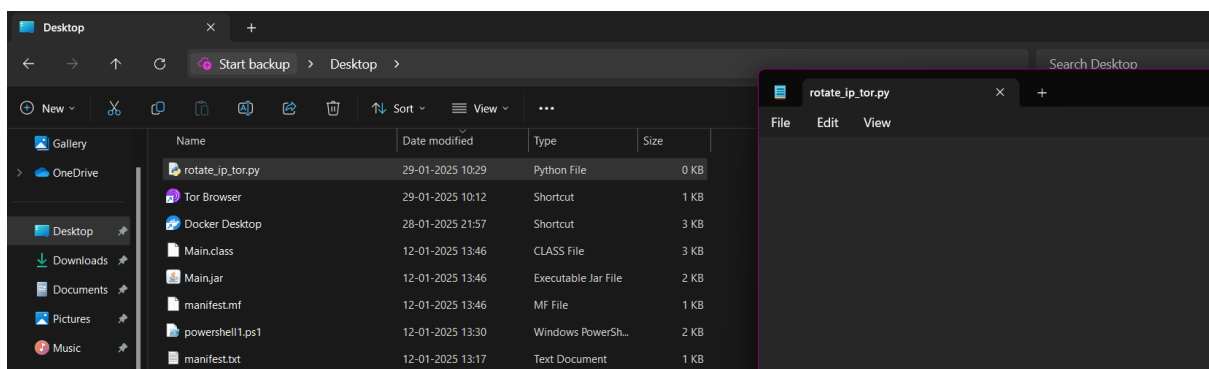 Desktop
Start backup > Desktop >
Search Desktop
New
Sort
View
Gallery
OneDrive
Desktop
Downloads
Documents
Pictures
Music
Name Date modified Type Size
rotate_ip_tor.py 29-01-2025 10:29 Python File 0 KB
Tor Browser 29-01-2025 10:12 Shortcut 1 KB
Docker Desktop 28-01-2025 21:57 Shortcut 3 KB
Main.class 12-01-2025 13:46 CLASS File 3 KB
Main.jar 12-01-2025 13:46 Executable Jar File 2 KB
manifest.mf 12-01-2025 13:46 MF File 1 KB
powershell1.ps1 12-01-2025 13:30 Windows PowerSh... 2 KB
manifest.txt 12-01-2025 13:17 Text Document 1 KB
rotate_ip_tor.py
File Edit View